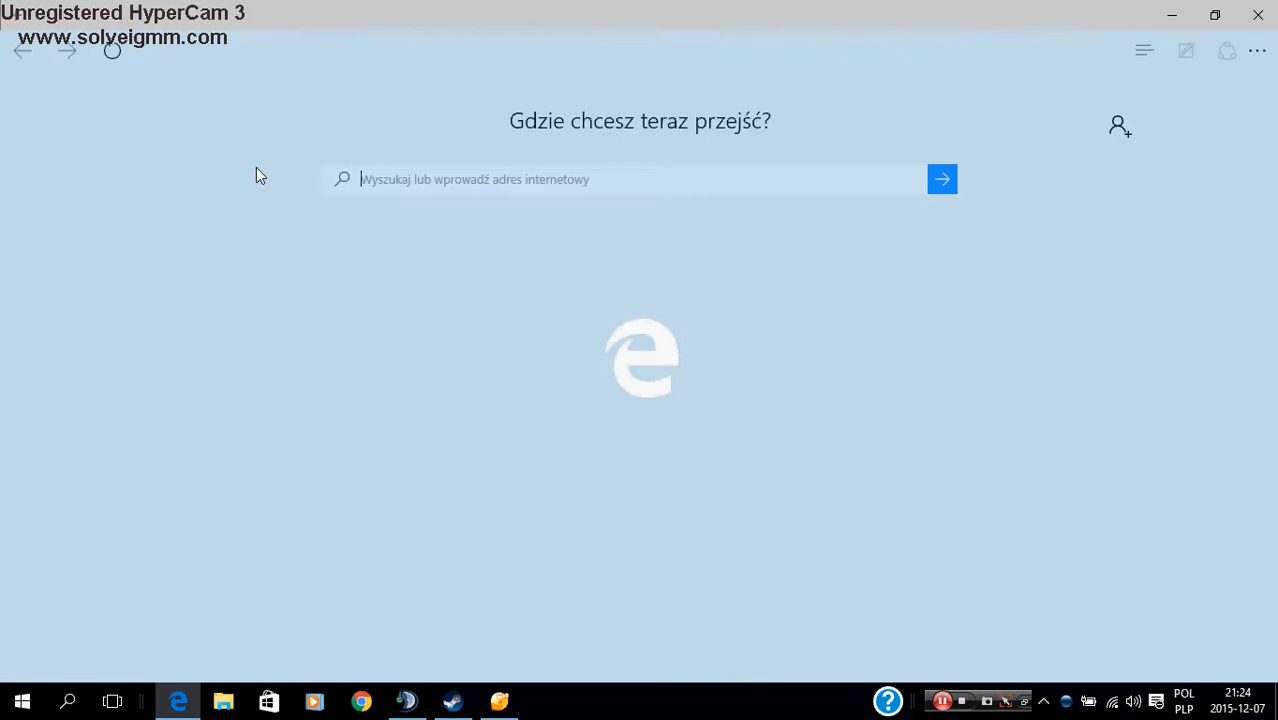 Unregistered HyperCam 3
www.solveigmm.com
Gdzie chcesz teraz przejść?
Wyszukaj lub wprowadź adres internetowy
POL
PLP
21:24
2015-12-07